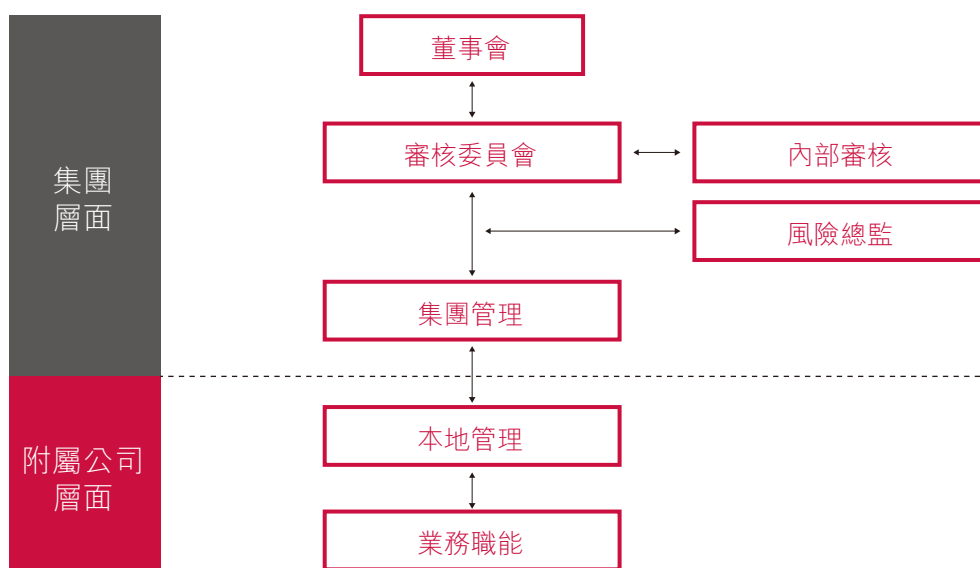 董事會
審核委員會
內部審核
集團
層面
風險總監
集團管理
本地管理
附屬公司
層面
業務職能